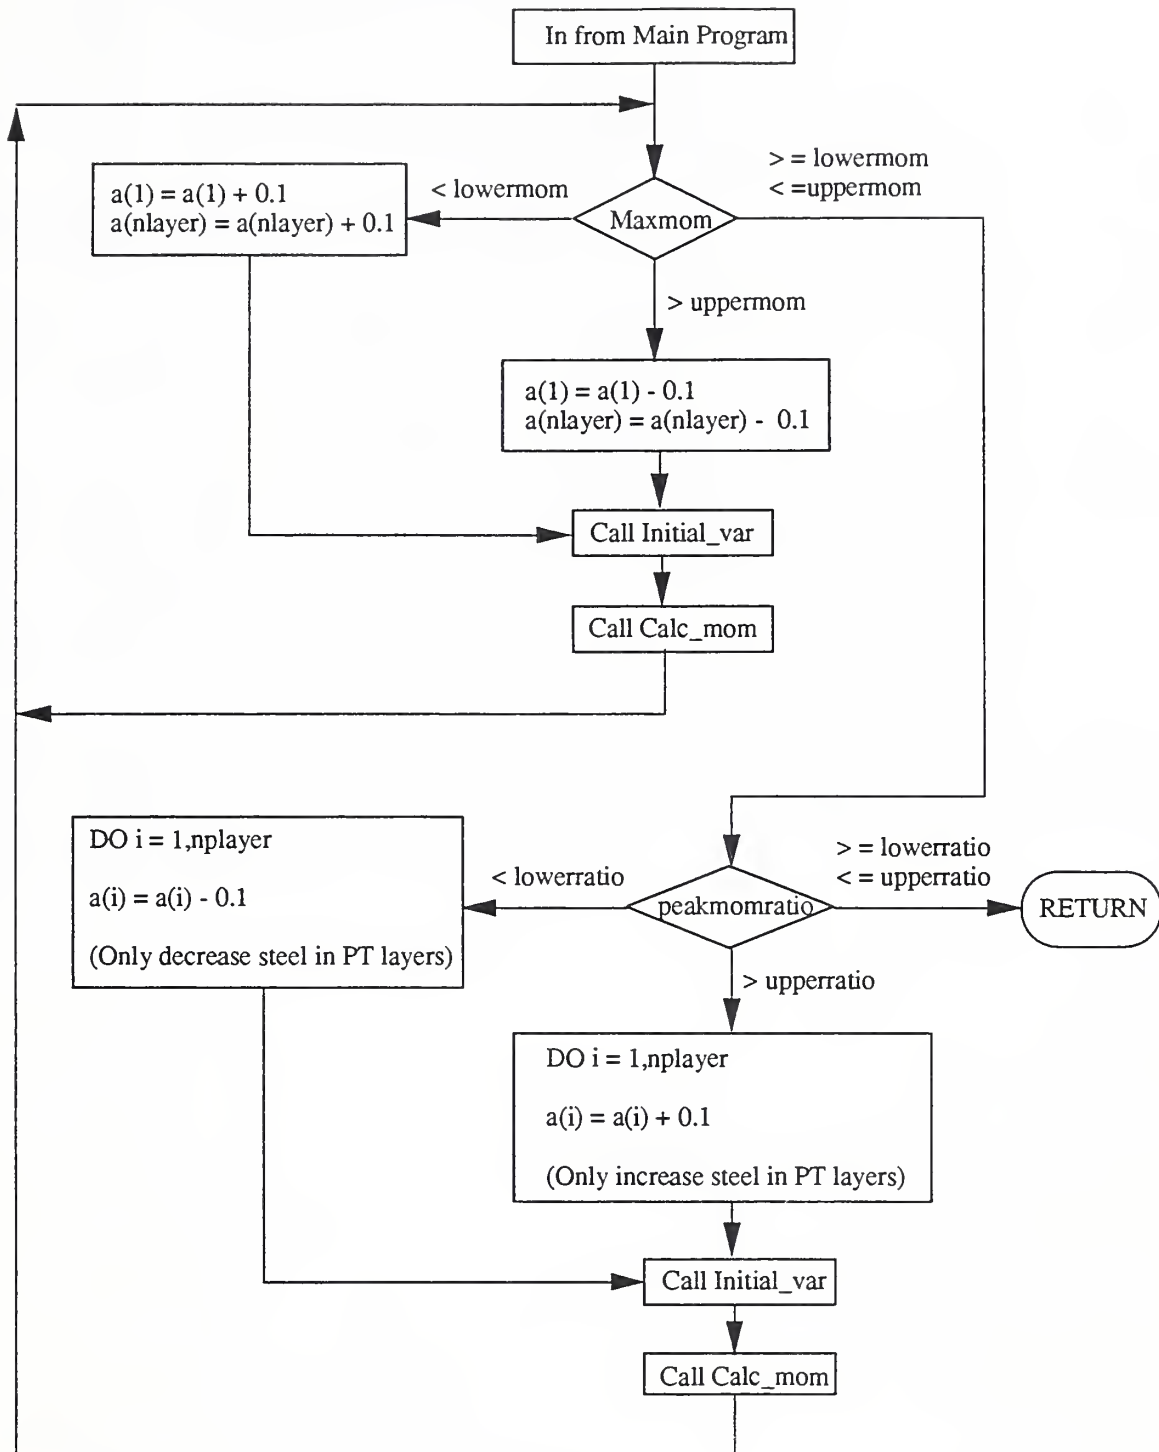 In from Main Program
> = lowermom
< =uppermom
< lowermom
a(1) = a(1) + 0.1
a(nlayer) = a(nlayer) + 0.1
Maxmom
> uppermom
a(1) = a(1) - 0.1
a(nlayer) = a(nlayer) - 0.1
Call Initial_var
Call Calc_mom
DO i = 1,nplayer
a(i) = a(i) - 0.1
(Only decrease steel in PT layers)
< lowerratio
peakmomratio
> = lowerratio
< = upperratio
RETURN
> upperratio
DO i = 1,nplayer
a(i) = a(i) + 0.1
(Only increase steel in PT layers)
Call Initial_var
Call Calc_mom